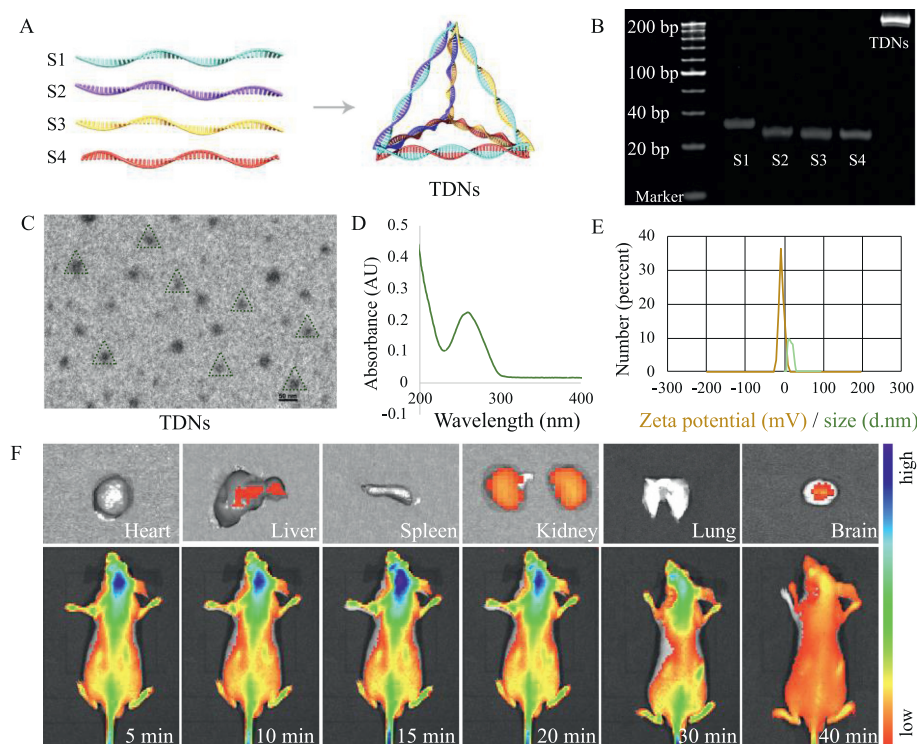 A
S1
S2
S3
S4
TDNs
B
200 bp
100 bp
40 bp
20 bp
Marker
S1
S2
S3
S4
TDNs
C
50 nm
TDNs
D
Absorbance (AU)
0.5
0.4
0.3
0.2
0.1
0
-0.1
200
300
400
Wavelength (nm)
E
Number (percent)
40
30
20
10
0
-300
-200
-100
0
100
200
300
Zeta potential (mV) / size (d.nm)
F
Heart
Liver
Spleen
Kidney
Lung
Brain
5 min
10 min
15 min
20 min
30 min
40 min
high
low